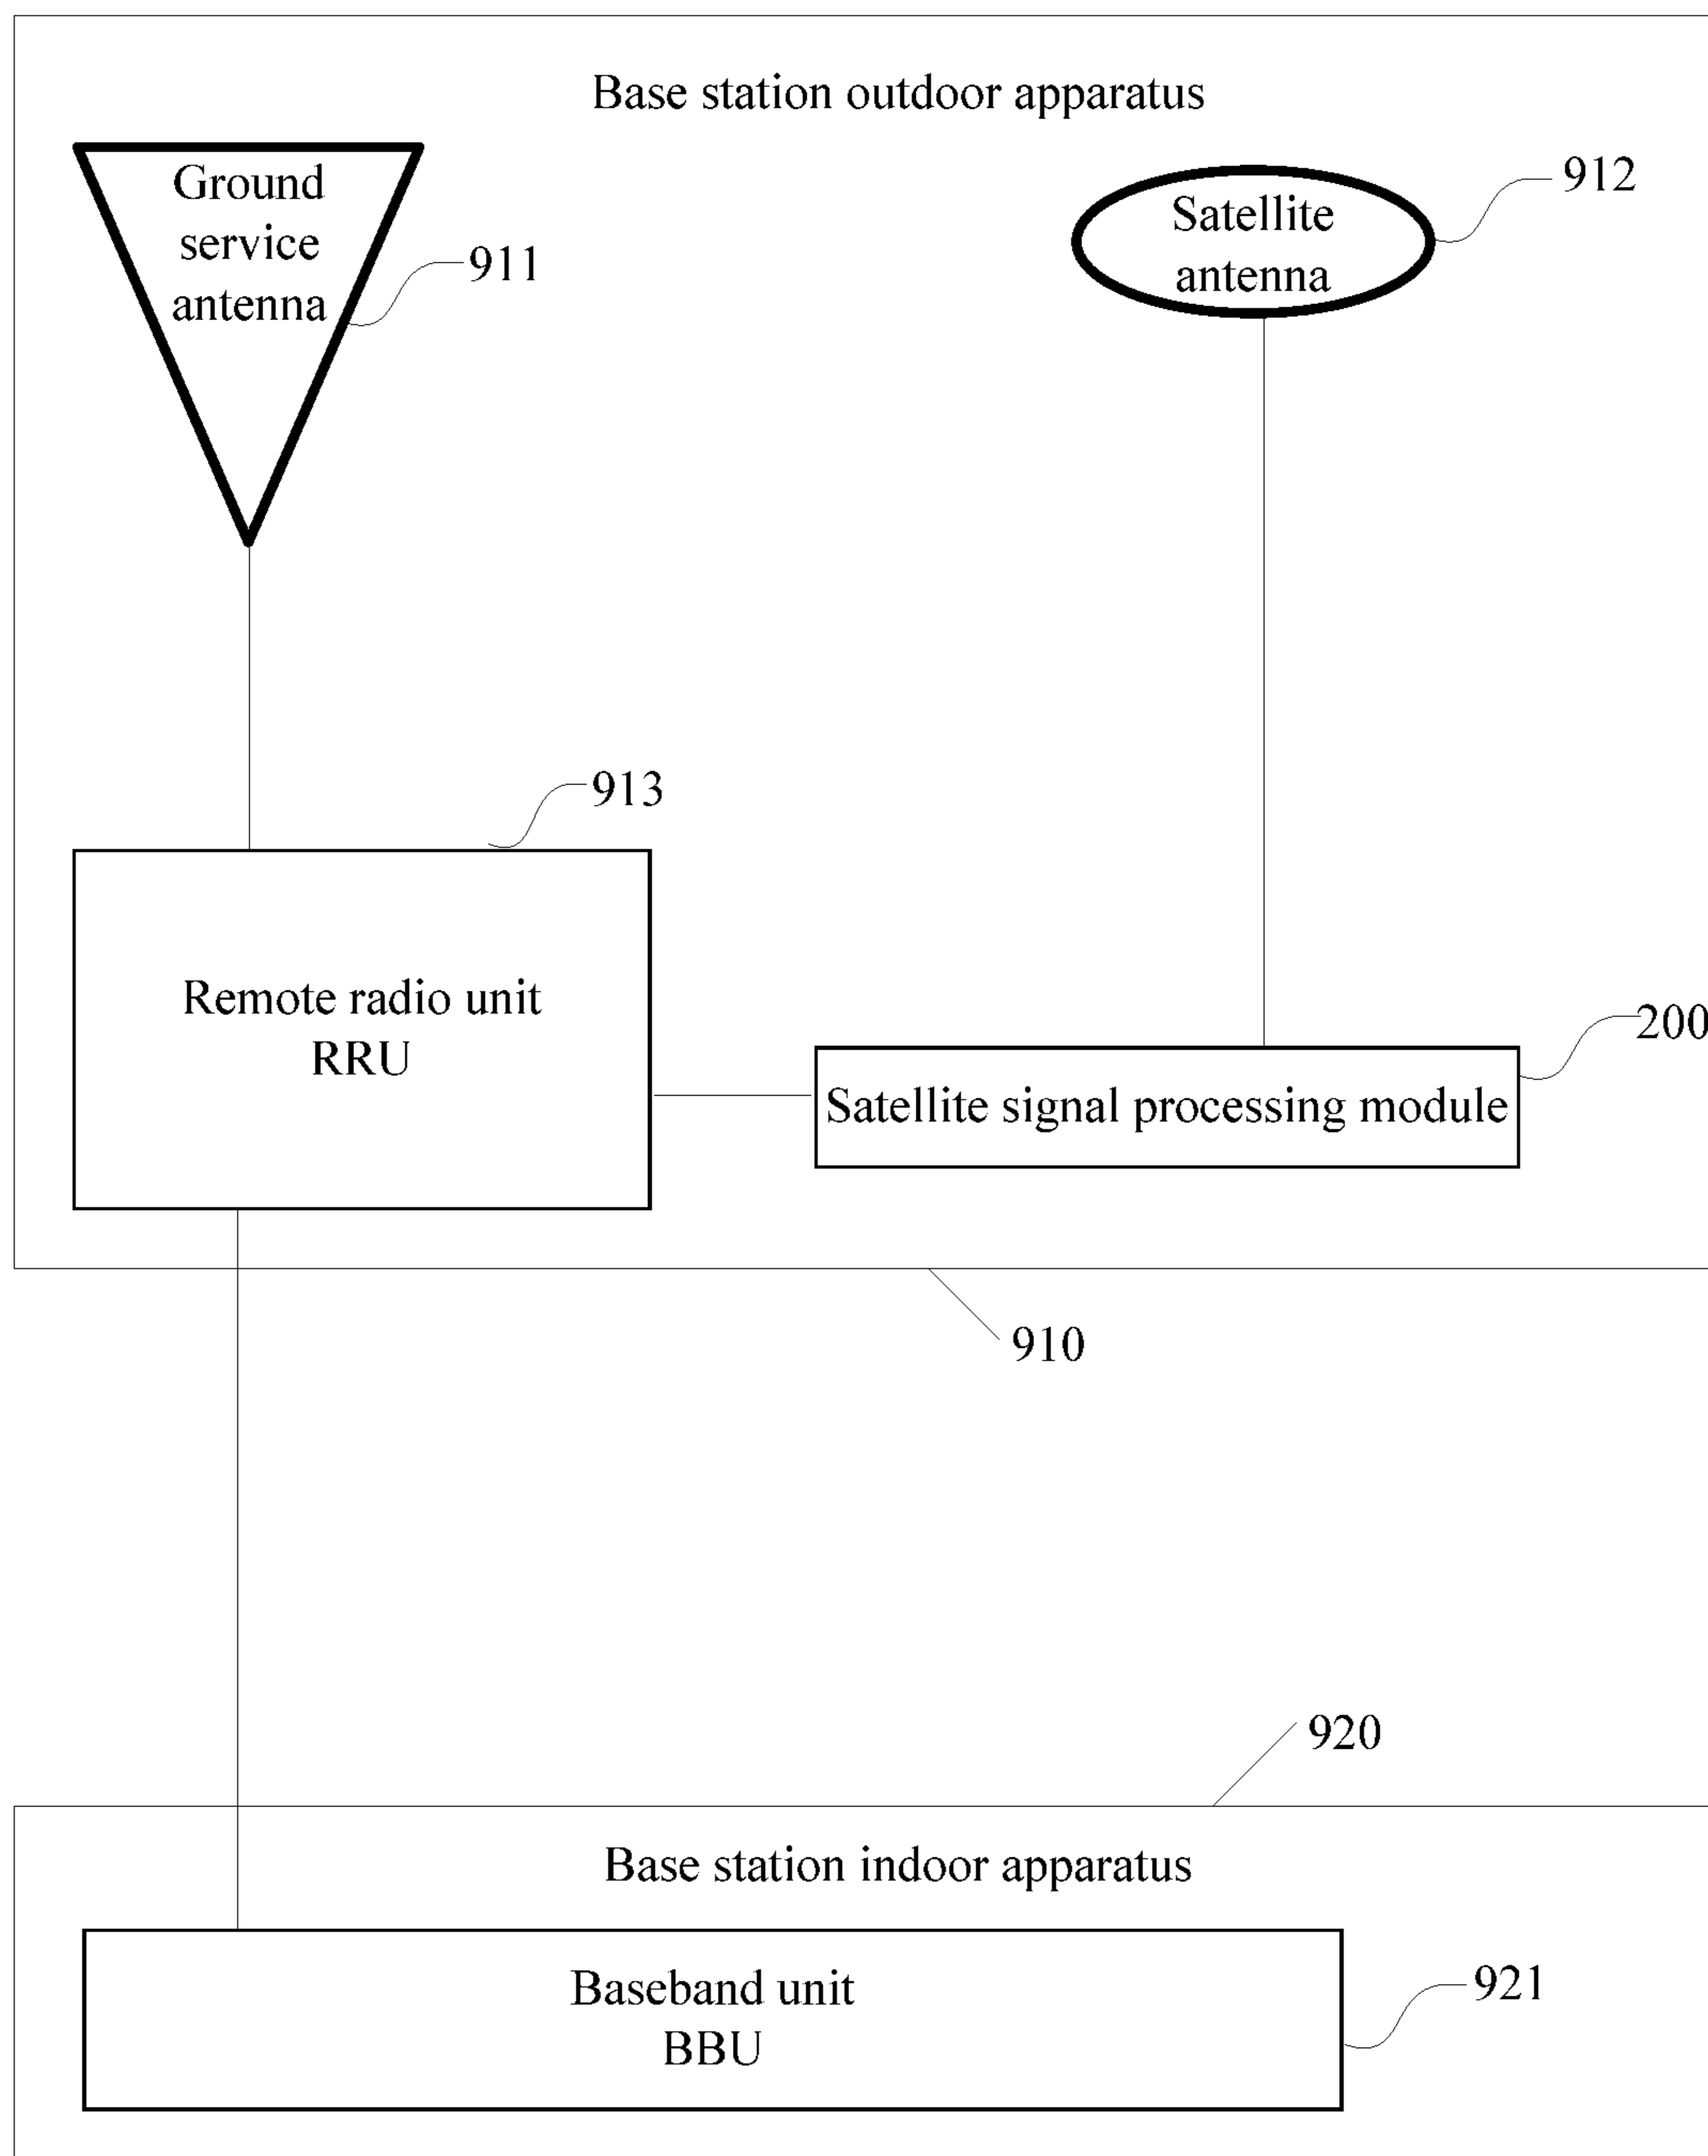 Base station outdoor apparatus
Ground
service
antenna
911
Satellite
antenna
912
913
Remote radio unit
RRU
200
Satellite signal processing module
910
920
Base station indoor apparatus
Baseband unit
BBU
921